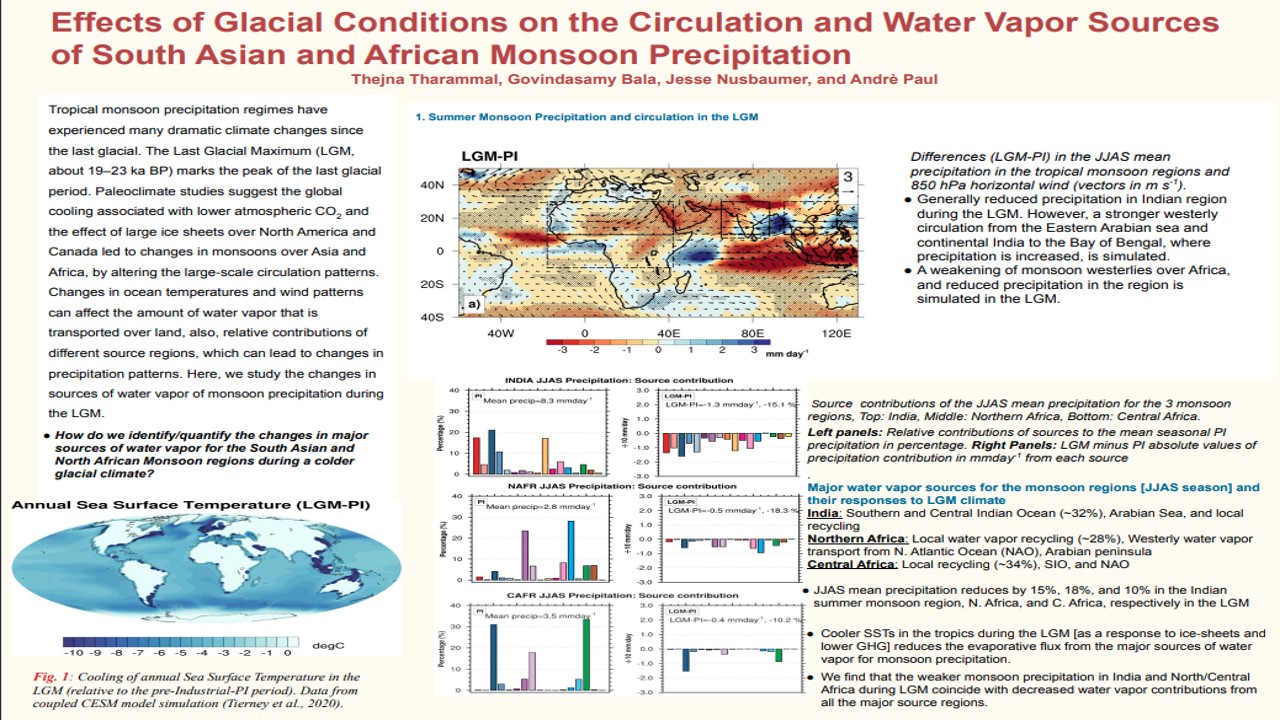 Effects of Glacial Conditions on the Circulation and Water Vapor Sources
of South Asian and African Monsoon Precipitation
Thejna Tharammal, Govindasamy Bala, Jesse Nusbaumer, and Andrè Paul
Tropical monsoon precipitation regimes have
experienced many dramatic climate changes since
the last glacial. The Last Glacial Maximum (LGM,
about 19–23 ka BP) marks the peak of the last glacial
period. Paleoclimate studies suggest the global
cooling associated with lower atmospheric CO2 and
the effect of large ice sheets over North America and
Canada led to changes in monsoons over Asia and
Africa, by altering the large-scale circulation patterns.
Changes in ocean temperatures and wind patterns
can affect the amount of water vapor that is
transported over land, also, relative contributions of
different source regions, which can lead to changes in
precipitation patterns. Here, we study the changes in
sources of water vapor of monsoon precipitation during
the LGM.
● How do we identify/quantify the changes in major
sources of water vapor for the South Asian and
North African Monsoon regions during a colder
glacial climate?
Annual Sea Surface Temperature (LGM-PI)
-10 -9 -8 -7 -6 -5 -4 -3 -2 -1 0 degC
Fig. 1: Cooling of annual Sea Surface Temperature in the
LGM (relative to the pre-Industrial-PI period). Data from
coupled CESM model simulation (Tierney et al., 2020).
1. Summer Monsoon Precipitation and circulation in the LGM
LGM-PI
3
40N
20N
0
20S
40S
a)
40W 0 40E 80E 120E
-3 -2 -1 0 1 2 3 mm day-1
Differences (LGM-PI) in the JJAS mean
precipitation in the tropical monsoon regions and
850 hPa horizontal wind (vectors in m s-1).
● Generally reduced precipitation in Indian region
during the LGM. However, a stronger westerly
circulation from the Eastern Arabian sea and
continental India to the Bay of Bengal, where
precipitation is increased, is simulated.
● A weakening of monsoon westerlies over Africa,
and reduced precipitation in the region is
simulated in the LGM.
INDIA JJAS Precipitation: Source contribution
PI
Mean precip=8.3 mmday-1
40
30
20
10
0
Percentage (%)
LGM-PI
LGM-PI=-1.3 mmday-1, -15.1 %
3.0
2.0
1.0
0.0
-1.0
-2.0
-3.0
÷10 mm/day
NAFR JJAS Precipitation: Source contribution
PI
Mean precip=2.8 mmday-1
40
30
20
10
0
Percentage (%)
LGM-PI
LGM-PI=-0.5 mmday-1, -18.3 %
3.0
2.0
1.0
0.0
-1.0
-2.0
-3.0
÷10 mm/day
CAFR JJAS Precipitation: Source contribution
PI
Mean precip=3.5 mmday-1
40
30
20
10
0
Percentage (%)
LGM-PI
LGM-PI=-0.4 mmday-1, -10.2 %
3.0
2.0
1.0
0.0
-1.0
-2.0
-3.0
÷10 mm/day
Source contributions of the JJAS mean precipitation for the 3 monsoon
regions, Top: India, Middle: Northern Africa, Bottom: Central Africa.
Left panels: Relative contributions of sources to the mean seasonal PI
precipitation in percentage. Right Panels: LGM minus PI absolute values of
precipitation contribution in mmday-1 from each source
.
Major water vapor sources for the monsoon regions [JJAS season] and
their responses to LGM climate
India: Southern and Central Indian Ocean (~32%), Arabian Sea, and local
recycling
Northern Africa: Local water vapor recycling (~28%), Westerly water vapor
transport from N. Atlantic Ocean (NAO), Arabian peninsula
Central Africa: Local recycling (~34%), SIO, and NAO
● JJAS mean precipitation reduces by 15%, 18%, and 10% in the Indian
summer monsoon region, N. Africa, and C. Africa, respectively in the LGM
● Cooler SSTs in the tropics during the LGM [as a response to ice-sheets and
lower GHG] reduces the evaporative flux from the major sources of water
vapor for monsoon precipitation.
● We find that the weaker monsoon precipitation in India and North/Central
Africa during LGM coincide with decreased water vapor contributions from
all the major source regions.